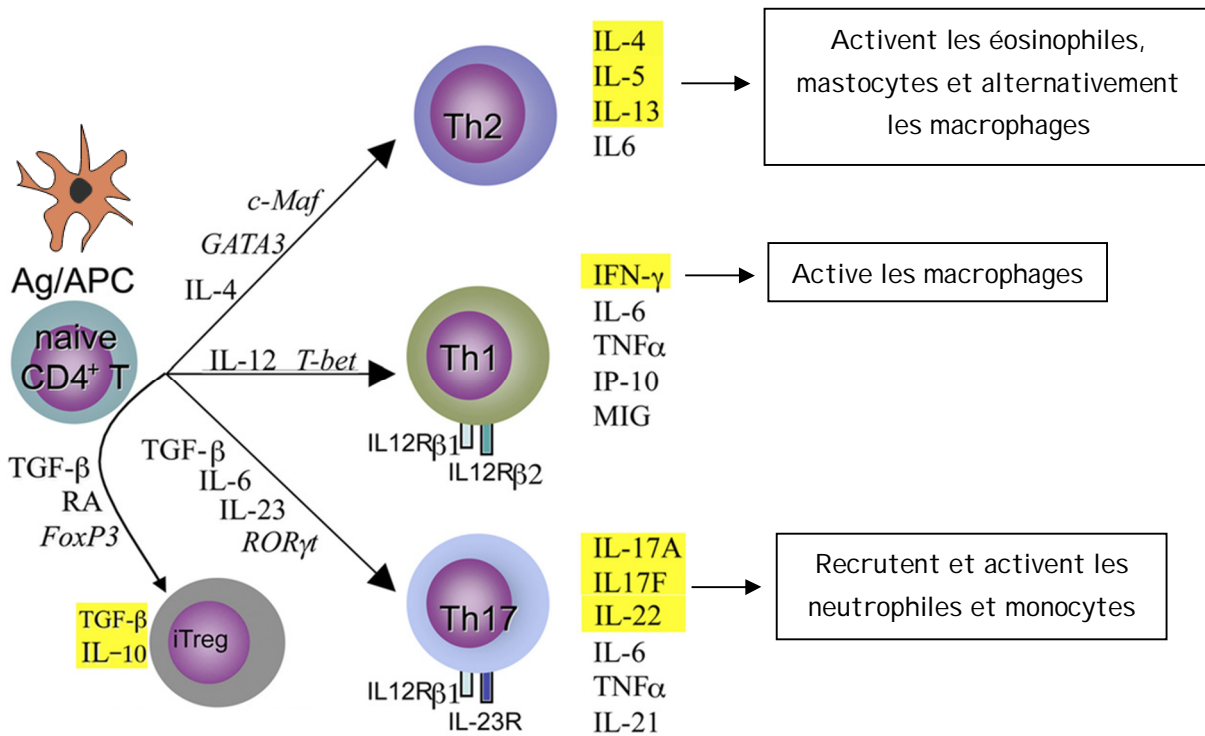 IL-4
IL-5
IL-13
IL6
Activent les éosinophiles,
mastocytes et alternativement
les macrophages
Th2
c-Maf
GATA3
IL-4
Ag/APC
naive
CD4⁺ T
IL-12 T-bet
Th1
IL12Rβ1
IL12Rβ2
IFN-γ
IL-6
TNFα
IP-10
MIG
Active les macrophages
TGF-β
RA
FoxP3
TGF-β
IL-6
IL-23
RORγt
TGF-β
IL-10
iTreg
Th17
IL12Rβ1
IL-23R
IL-17A
IL17F
IL-22
IL-6
TNFα
IL-21
Recrutent et activent les
neutrophiles et monocytes